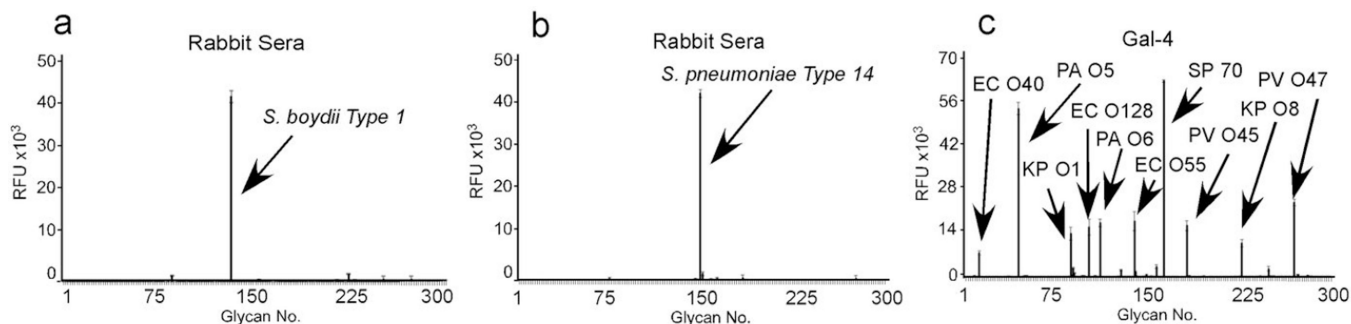 a
Rabbit Sera
50
40
30
20
10
0
RFU x10³
S. boydii Type 1
1 75 150 225 300
Glycan No.
b
Rabbit Sera
50
40
30
20
10
0
RFU x10³
S. pneumoniae Type 14
1 75 150 225 300
Glycan No.
c
Gal-4
70
56
42
28
14
0
RFU x10³
EC O40
PA O5
SP 70
PV O47
EC O128
KP O8
PA O6
PV O45
KP O1
EC O55
1 75 150 225 300
Glycan No.